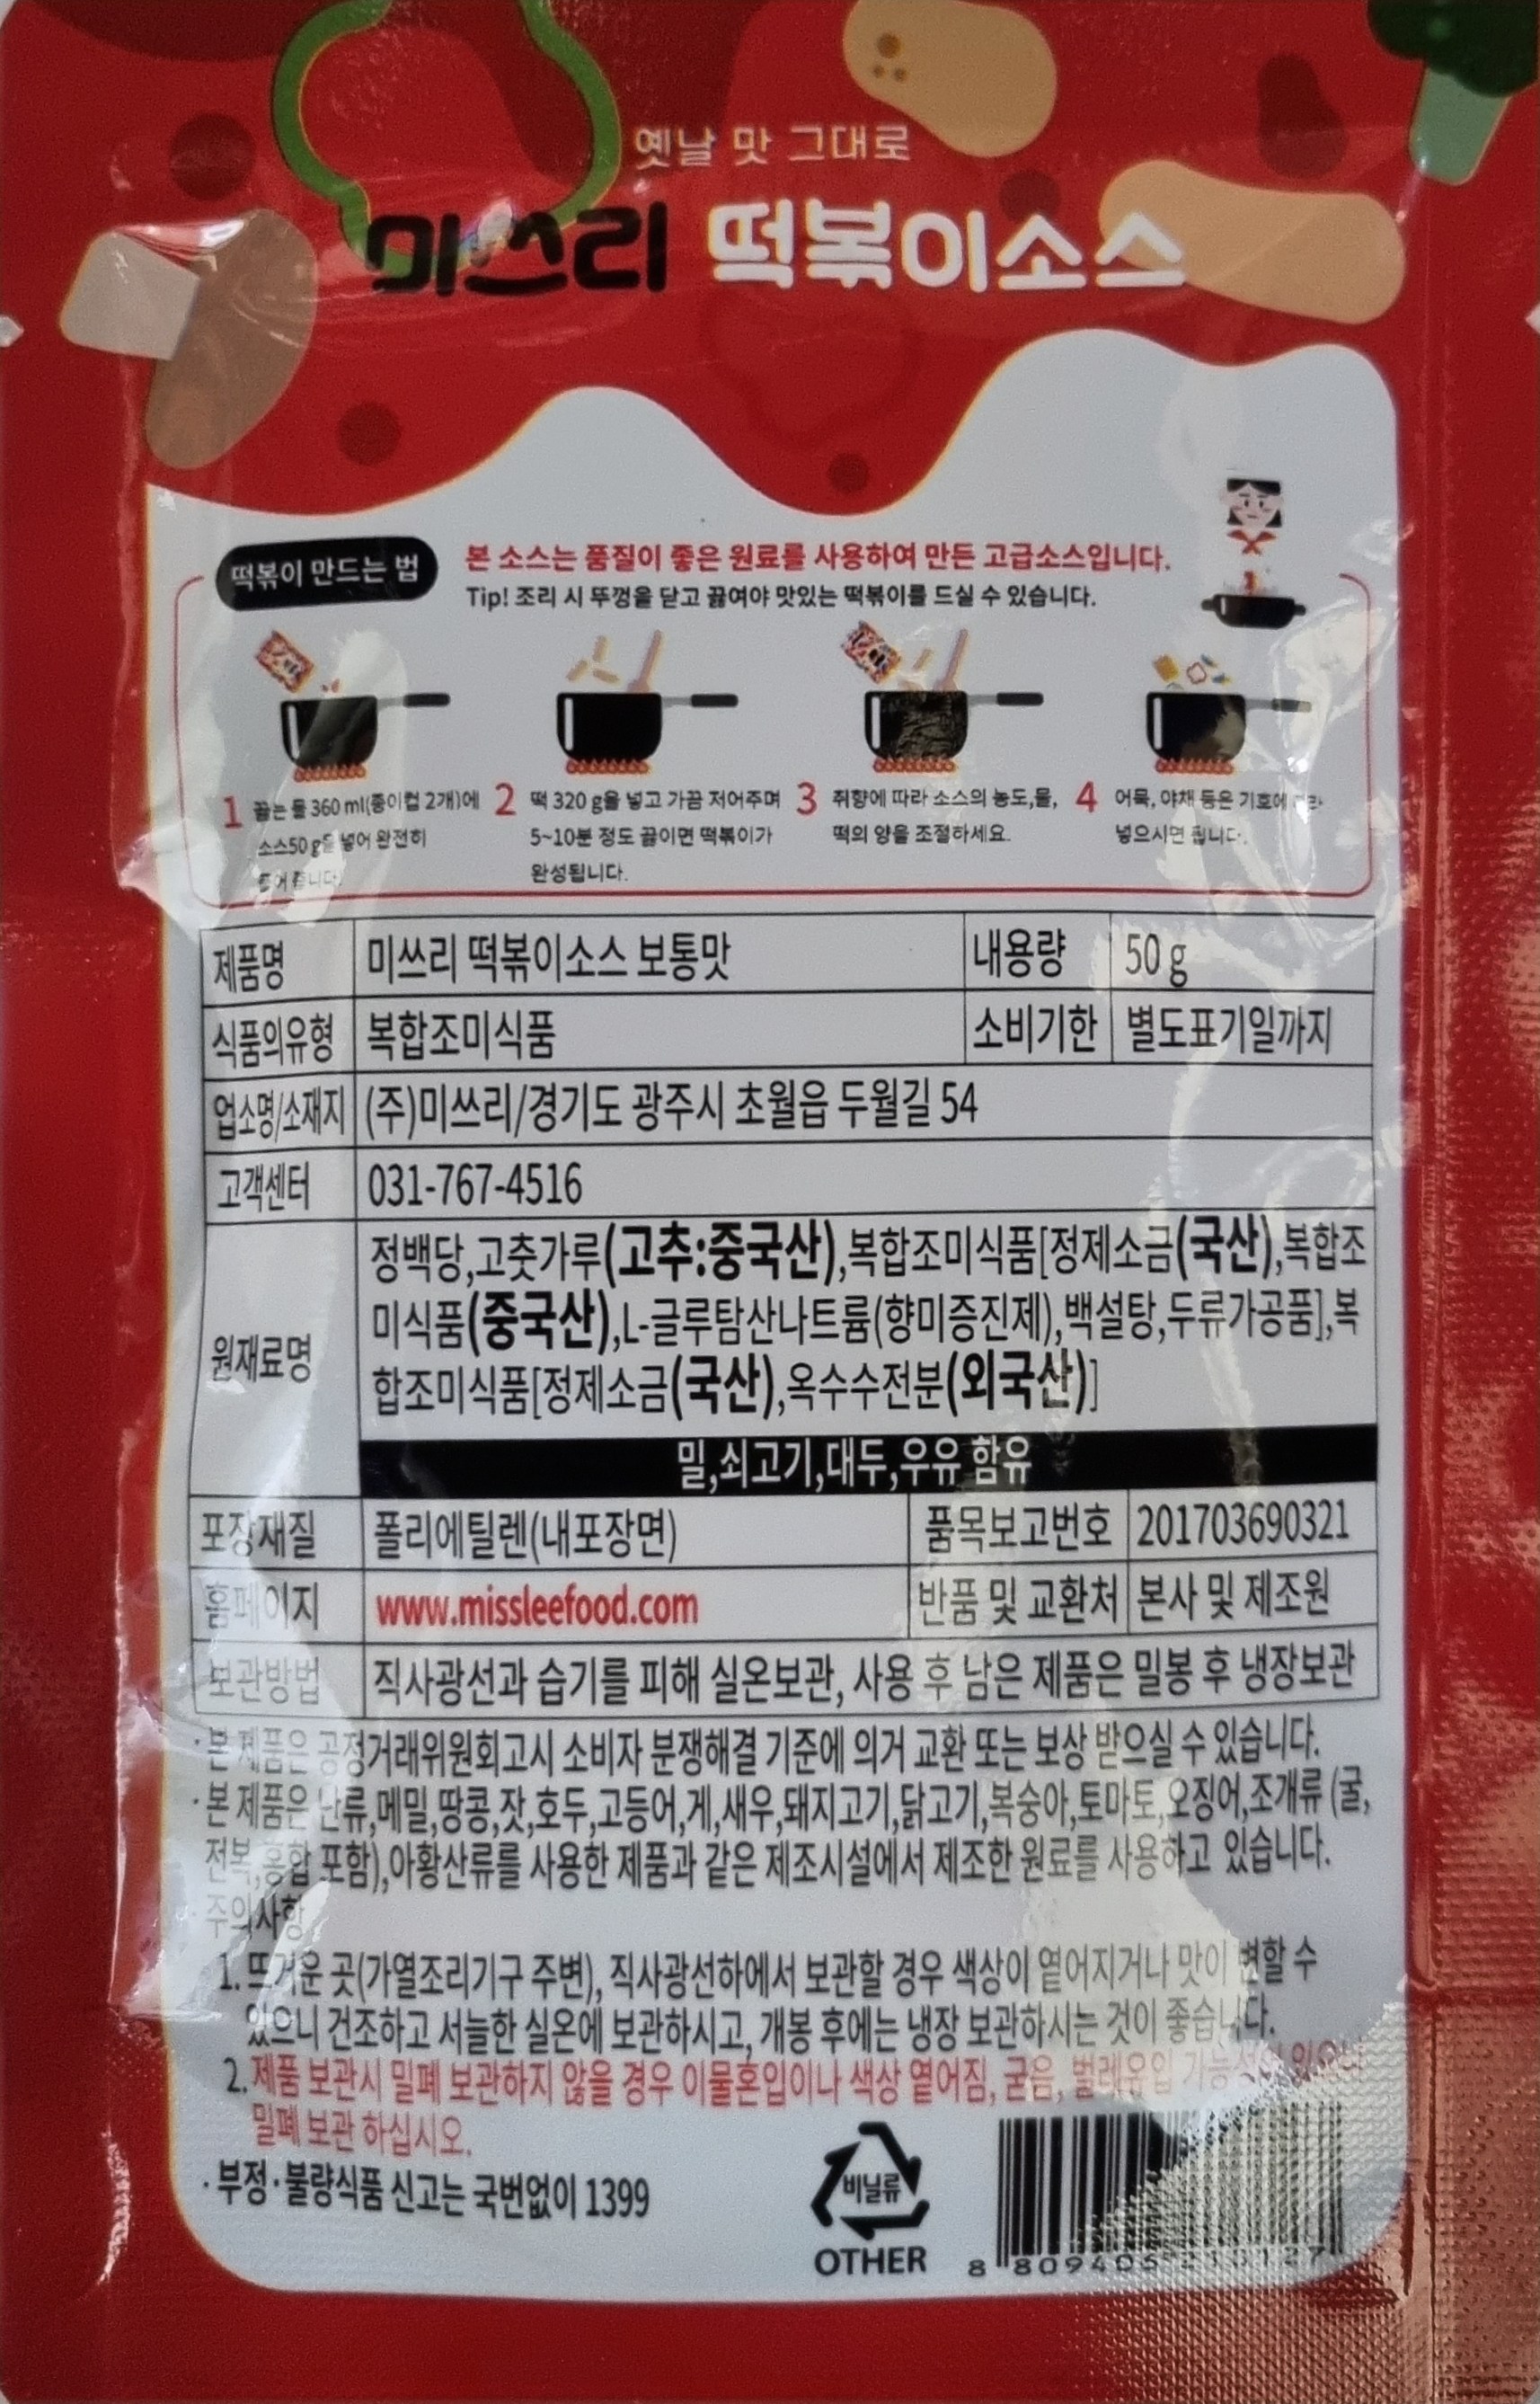 옛날 맛 그대로
미쓰리 떡볶이소스
떡볶이 만드는 법
본 소스는 품질이 좋은 원료를 사용하여 만든 고급소스입니다.
Tip! 조리 시 뚜껑을 닫고 끓여야 맛있는 떡볶이를 드실 수 있습니다.
1 끓는 물 360 ml(종이컵 2개)에
소스50 g을 넣어 완전히
풀어 줍니다.
2 떡 320 g을 넣고 가끔 저어주며
5~10분 정도 끓이면 떡볶이가
완성됩니다.
3 취향에 따라 소스의 농도,물,
떡의 양을 조절하세요.
4 어묵, 야채 등은 기호에 따라
넣으시면 됩니다.
제품명 미쓰리 떡볶이소스 보통맛 내용량 50 g
식품의유형 복합조미식품 소비기한 별도표기일까지
업소명/소재지 (주)미쓰리/경기도 광주시 초월읍 두월길 54
고객센터 031-767-4516
원재료명
정백당,고춧가루(고추:중국산),복합조미식품[정제소금(국산),복합조
미식품(중국산),L-글루탐산나트륨(향미증진제),백설탕,두류가공품],복
합조미식품[정제소금(국산),옥수수전분(외국산)]
밀,쇠고기,대두,우유 함유
포장재질 폴리에틸렌(내포장면) 품목보고번호 201703690321
홈페이지 www.missleefood.com 반품 및 교환처 본사 및 제조원
보관방법 직사광선과 습기를 피해 실온보관, 사용 후 남은 제품은 밀봉 후 냉장보관
·본 제품은 공정거래위원회고시 소비자 분쟁해결 기준에 의거 교환 또는 보상 받으실 수 있습니다.
·본 제품은 난류,메밀,땅콩,잣,호두,고등어,게,새우,돼지고기,닭고기,복숭아,토마토,오징어,조개류 (굴,
전복,홍합 포함),아황산류를 사용한 제품과 같은 제조시설에서 제조한 원료를 사용하고 있습니다.
·주의사항
1. 뜨거운 곳(가열조리기구 주변), 직사광선하에서 보관할 경우 색상이 옅어지거나 맛이 변할 수
있으니 건조하고 서늘한 실온에 보관하시고, 개봉 후에는 냉장 보관하시는 것이 좋습니다.
2. 제품 보관시 밀폐 보관하지 않을 경우 이물혼입이나 색상 옅어짐, 굳음, 벌레유입 가능성이 있으니
밀폐 보관 하십시오.
· 부정·불량식품 신고는 국번없이 1399
비닐류
OTHER
8 809405